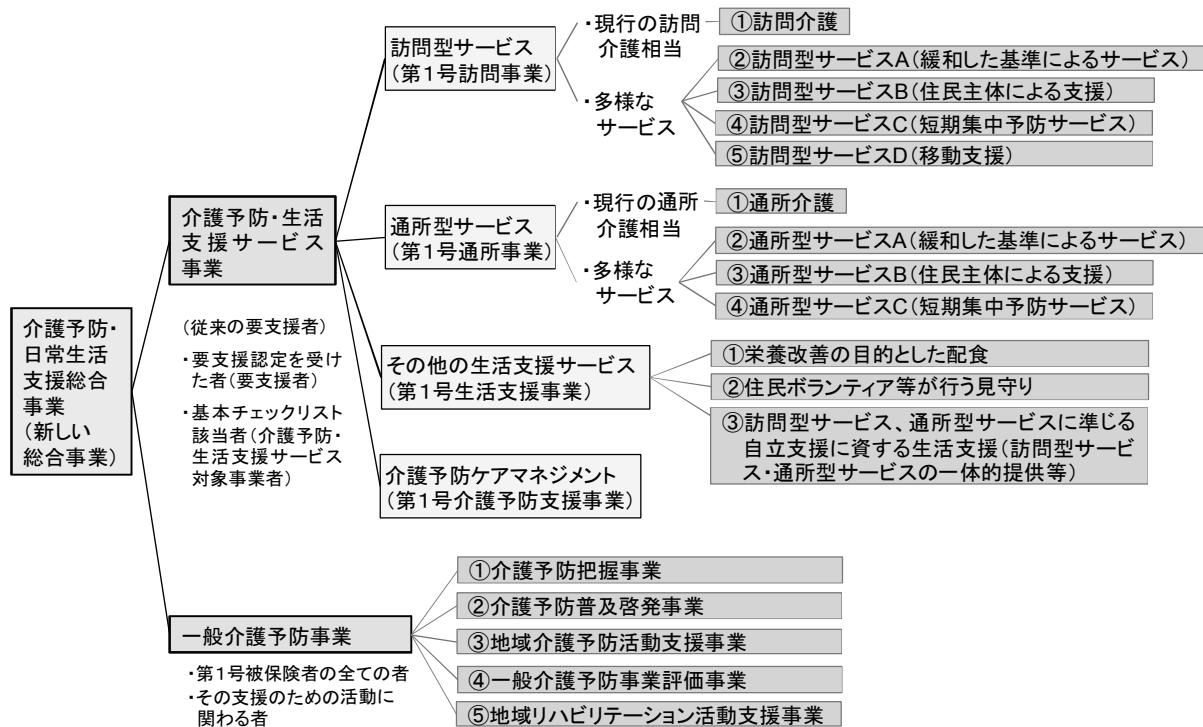 介護予防・
日常生活
支援総合
事業
(新しい
総合事業)
介護予防・生活
支援サービス
事業
(従来の要支援者)
・要支援認定を受け
た者(要支援者)
・基本チェックリスト
該当者(介護予防・
生活支援サービス
対象事業者)
訪問型サービス
(第1号訪問事業)
・現行の訪問
介護相当
①訪問介護
・多様な
サービス
②訪問型サービスA(緩和した基準によるサービス)
③訪問型サービスB(住民主体による支援)
④訪問型サービスC(短期集中予防サービス)
⑤訪問型サービスD(移動支援)
通所型サービス
(第1号通所事業)
・現行の通所
介護相当
①通所介護
・多様な
サービス
②通所型サービスA(緩和した基準によるサービス)
③通所型サービスB(住民主体による支援)
④通所型サービスC(短期集中予防サービス)
その他の生活支援サービス
(第1号生活支援事業)
①栄養改善の目的とした配食
②住民ボランティア等が行う見守り
③訪問型サービス、通所型サービスに準じる
自立支援に資する生活支援(訪問型サービ
ス・通所型サービスの一体的提供等)
介護予防ケアマネジメント
(第1号介護予防支援事業)
一般介護予防事業
・第1号被保険者の全ての者
・その支援のための活動に
関わる者
①介護予防把握事業
②介護予防普及啓発事業
③地域介護予防活動支援事業
④一般介護予防事業評価事業
⑤地域リハビリテーション活動支援事業